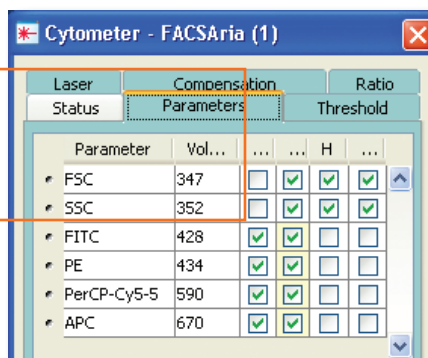 Cytometer - FACSAria (1)
Laser Compensation Ratio
Status Parameters Threshold
Parameter Vol... ... ... H ...
FSC 347
SSC 352
FITC 428
PE 434
PerCP-Cy5-5 590
APC 670